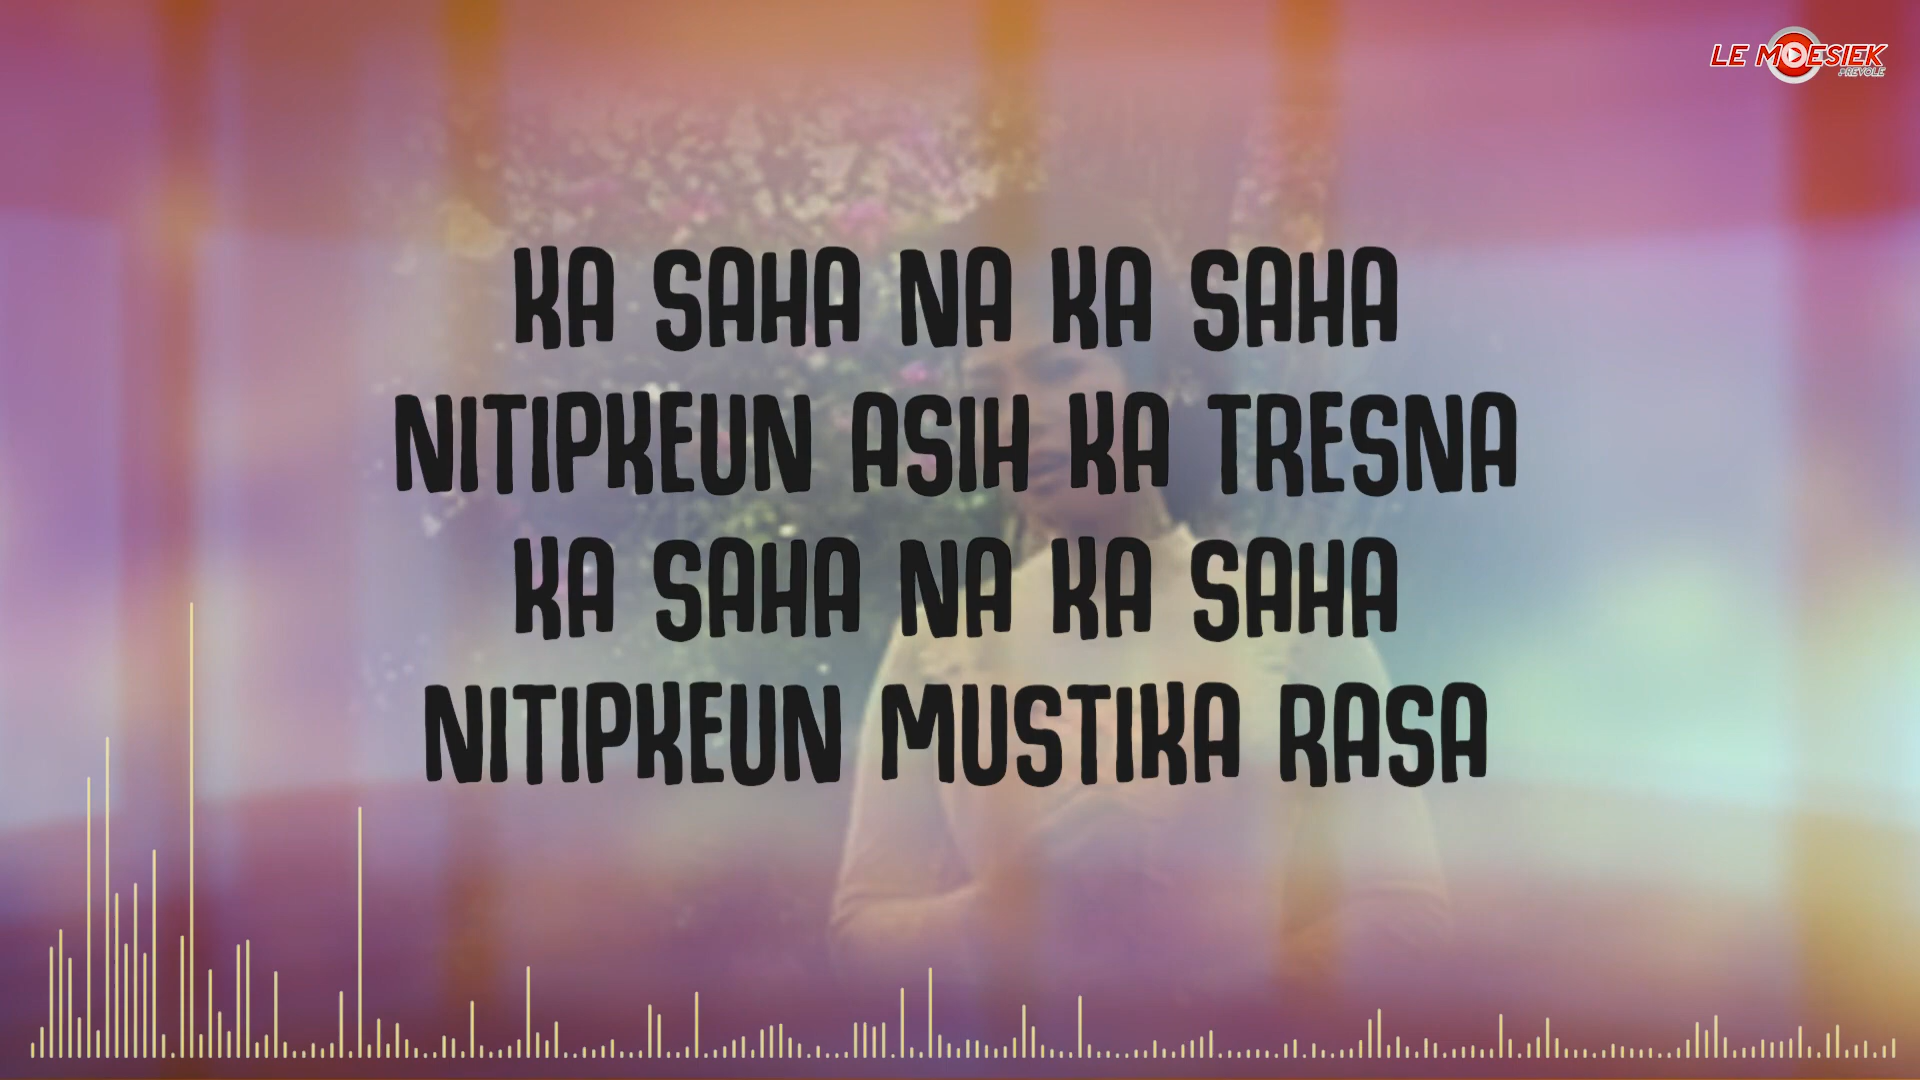 LE MOESIEK
PREVOLE
KA SAHA NA KA SAHA
NITIPKEUN ASIH KA TRESNA
KA SAHA NA KA SAHA
NITIPKEUN MUSTIKA RASA